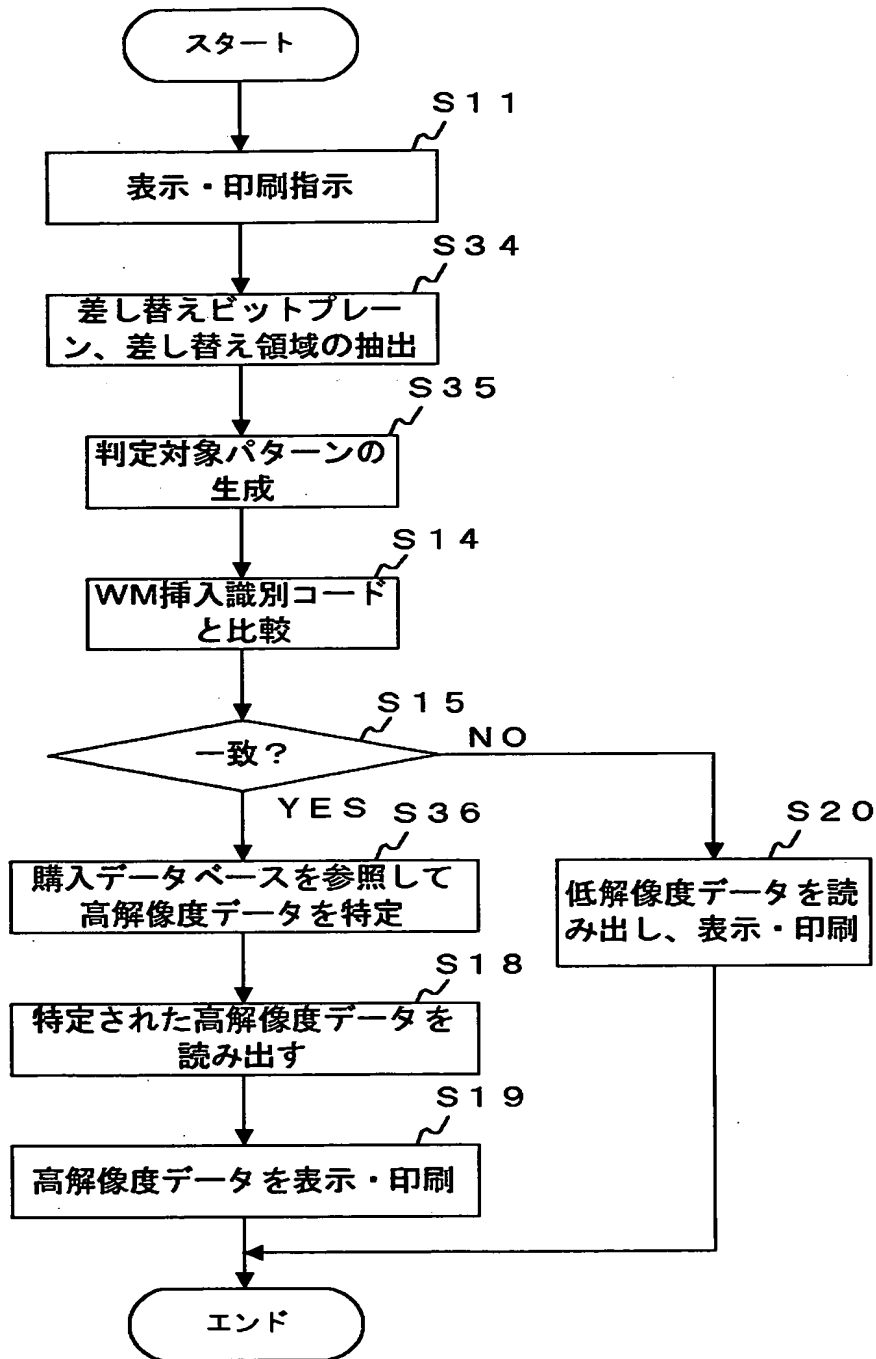 スタート
S11
表示・印刷指示
S34
差し替えビットプレー
ン、差し替え領域の抽出
S35
判定対象パターンの
生成
S14
WM挿入識別コード
と比較
S15
一致?
NO
YES
S36
購入データベースを参照して
高解像度データを特定
S20
低解像度データを読
み出し、表示・印刷
S18
特定された高解像度データを
読み出す
S19
高解像度データを表示・印刷
エンド